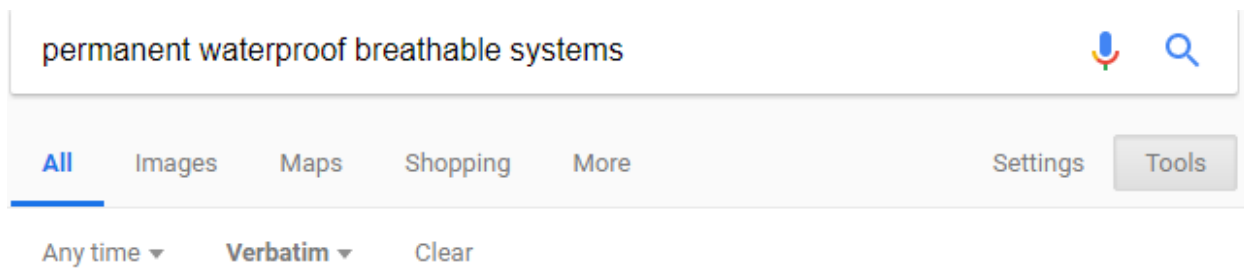 permanent waterproof breathable systems
All Images Maps Shopping More Settings Tools
Any time Verbatim Clear